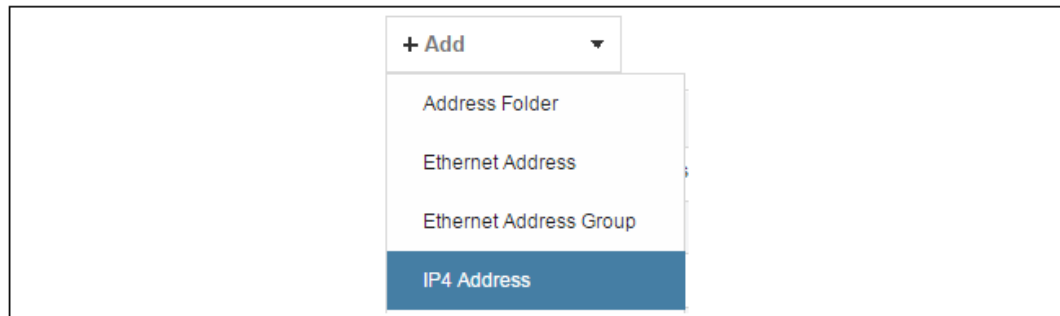 + Add
Address Folder
Ethernet Address
Ethernet Address Group
IP4 Address